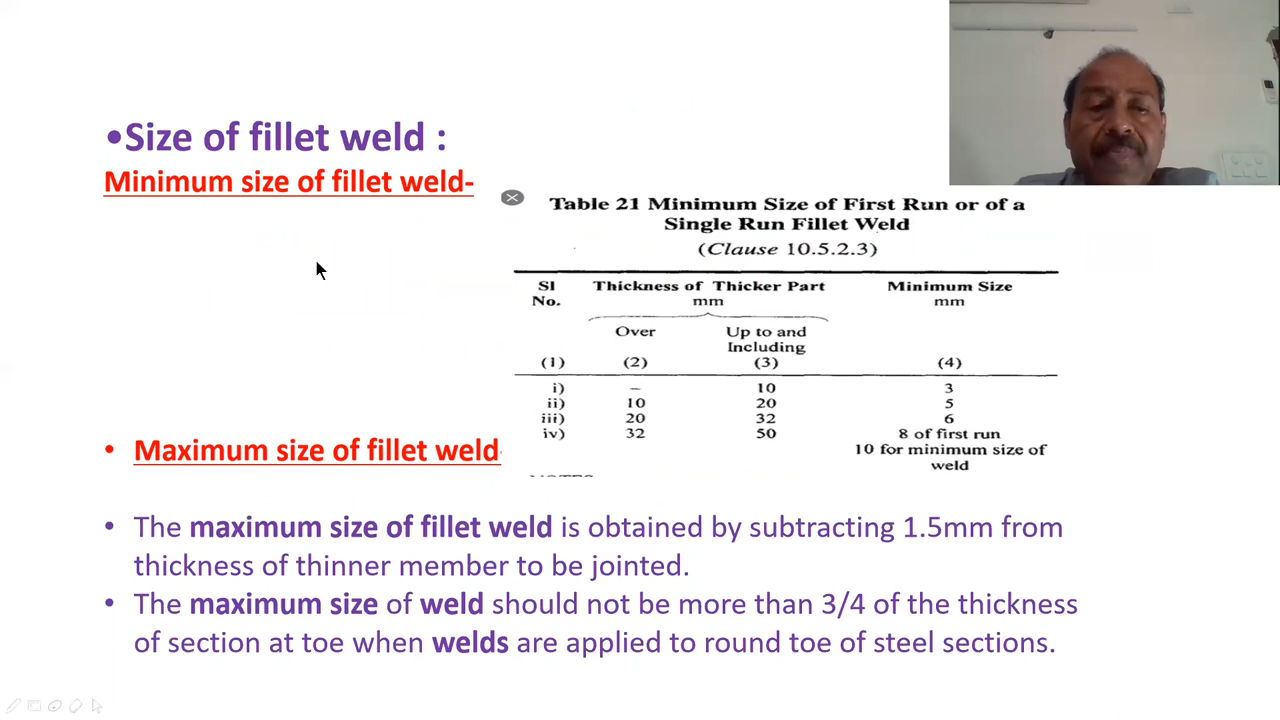 •Size of fillet weld :
Minimum size of fillet weld-
Table 21 Minimum Size of First Run or of a
Single Run Fillet Weld
(Clause 10.5.2.3)
Sl No. Thickness of Thicker Part mm Minimum Size mm
Over Up to and Including
(1) (2) (3) (4)
i) – 10 3
ii) 10 20 5
iii) 20 32 6
iv) 32 50 8 of first run
10 for minimum size of
weld
• Maximum size of fillet weld-
• The maximum size of fillet weld is obtained by subtracting 1.5mm from
thickness of thinner member to be jointed.
• The maximum size of weld should not be more than 3/4 of the thickness
of section at toe when welds are applied to round toe of steel sections.